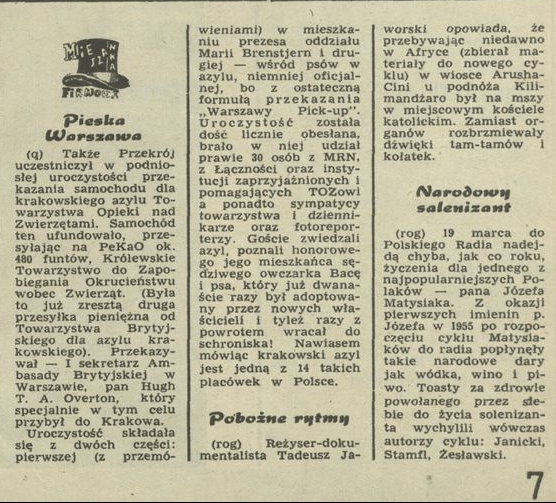 MIESZANKA
FIRMOWA
Pieska
Warszawa
(q) Także Przekrój
uczestniczył w podnio-
słej uroczystości prze-
kazania samochodu dla
krakowskiego azylu To-
warzystwa Opieki nad
Zwierzętami. Samochód
ten ufundowało, prze-
syłając na PeKaO ok.
480 funtów, Królewskie
Towarzystwo do Zapo-
biegania Okrucieństwu
wobec Zwierząt. (Była
to już zresztą druga
przesyłka pieniężna od
Towarzystwa Brytyj-
skiego dla azylu kra-
kowskiego). Przekazy-
wał — I sekretarz Am-
basady Brytyjskiej w
Warszawie, pan Hugh
T. A. Overton, który
specjalnie w tym celu
przybył do Krakowa.
Uroczystość składała
się z dwóch części:
pierwszej (z przemó-
wieniami) w mieszka-
niu prezesa oddziału
Marii Brenstjern i dru-
giej — wśród psów w
azylu, niemniej oficjal-
nej, bo z ostateczną
formułą przekazania
„Warszawy Pick-up".
Uroczystość została
dość licznie obesłana,
brało w niej udział
prawie 30 osób z MRN,
z Łączności oraz insty-
tucji zaprzyjaźnionych i
pomagających TOZowi
a ponadto sympatycy
towarzystwa i dzienni-
karze oraz fotorepor-
terzy. Goście zwiedzali
azyl, poznali honorowe-
go jego mieszkańca sę-
dziwego owczarka Bacę
i psa, który już dwana-
ście razy był adoptowa-
ny przez nowych wła-
ścicieli i tyleż razy z
powrotem wracał do
schroniska! Nawiasem
mówiąc krakowski azyl
jest jedną z 14 takich
placówek w Polsce.
Pobożne rytmy
(rog) Reżyser-doku-
mentalista Tadeusz Ja-
worski opowiada, że
przebywając niedawno
w Afryce (zbierał ma-
teriały do nowego cy-
klu) w wiosce Arusha-
Cini u podnóża Kili-
mandżaro był na mszy
w miejscowym kościele
katolickim. Zamiast or-
ganów rozbrzmiewały
dźwięki tam-tamów i
kołatek.
Narodowy
solenizant
(rog) 19 marca do
Polskiego Radia nadej-
dą chyba, jak co roku,
życzenia dla jednego z
najpopularniejszych Po-
laków — pana Józefa
Matysiaka. Z okazji
pierwszych imienin p.
Józefa w 1955 po rozpo-
częciu cyklu Matysia-
ków do radia popłynęły
takie narodowe dary
jak wódka, wino i pi-
wo. Toasty za zdrowie
powołanego przez sie-
bie do życia solenizan-
ta wychylili wówczas
autorzy cyklu: Janicki,
Stamfl, Żesławski.
7